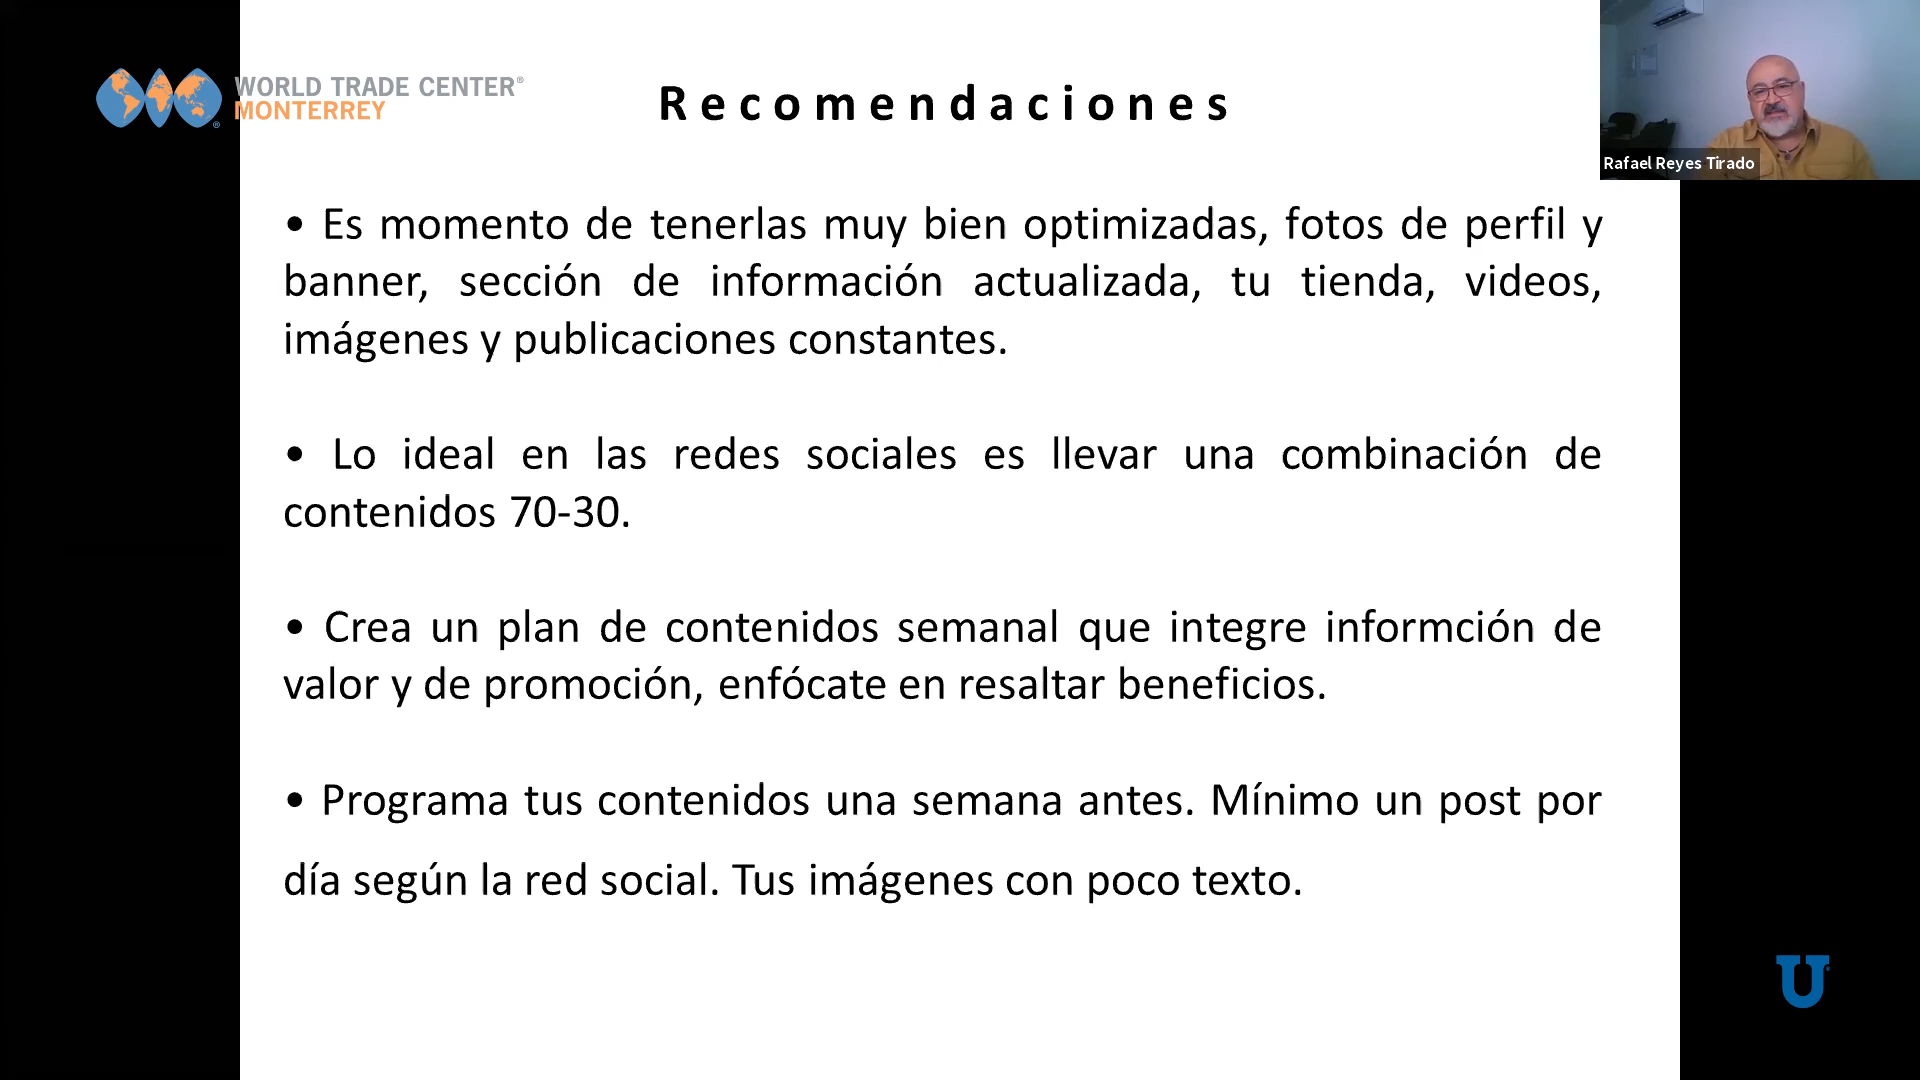 WORLD TRADE CENTER®
MONTERREY
Recomendaciones
Rafael Reyes Tirado
• Es momento de tenerlas muy bien optimizadas, fotos de perfil y
banner, sección de información actualizada, tu tienda, videos,
imágenes y publicaciones constantes.
• Lo ideal en las redes sociales es llevar una combinación de
contenidos 70-30.
• Crea un plan de contenidos semanal que integre informción de
valor y de promoción, enfócate en resaltar beneficios.
• Programa tus contenidos una semana antes. Mínimo un post por
día según la red social. Tus imágenes con poco texto.
U